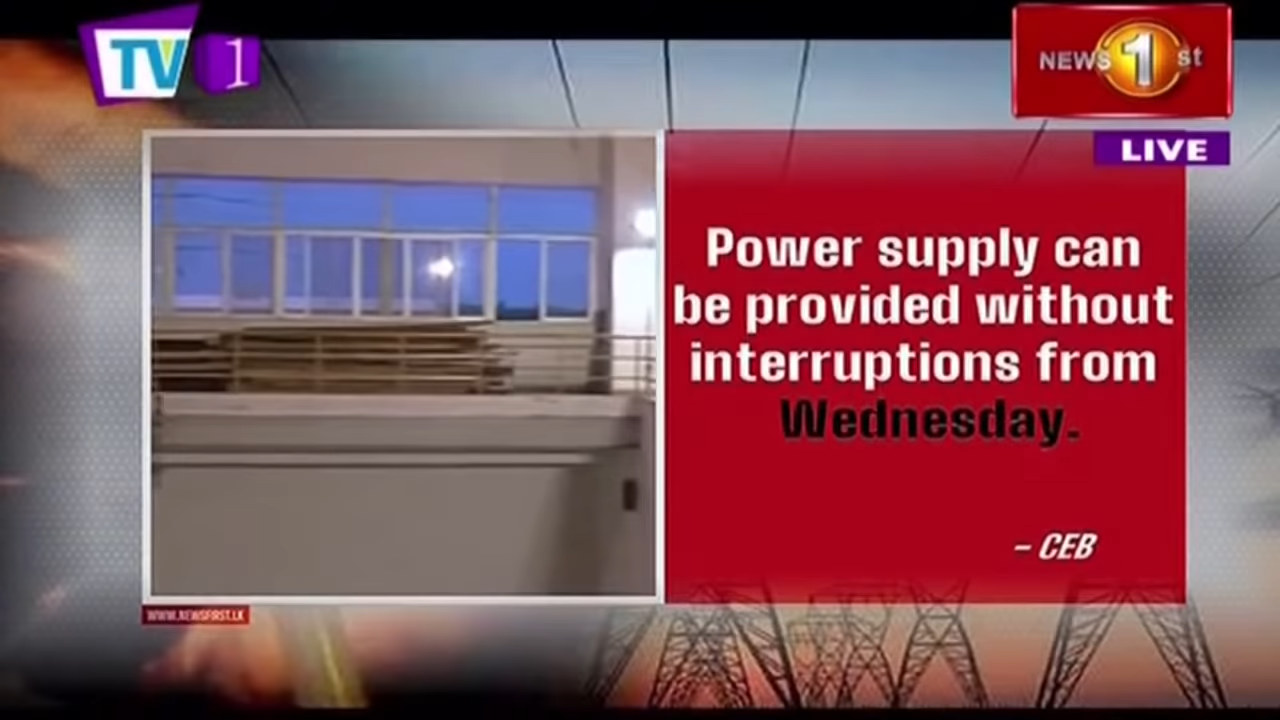 TV 1
NEWS 1st
LIVE
Power supply can
be provided without
interruptions from
Wednesday.
– CEB
WWW.NEWSFIRST.LK